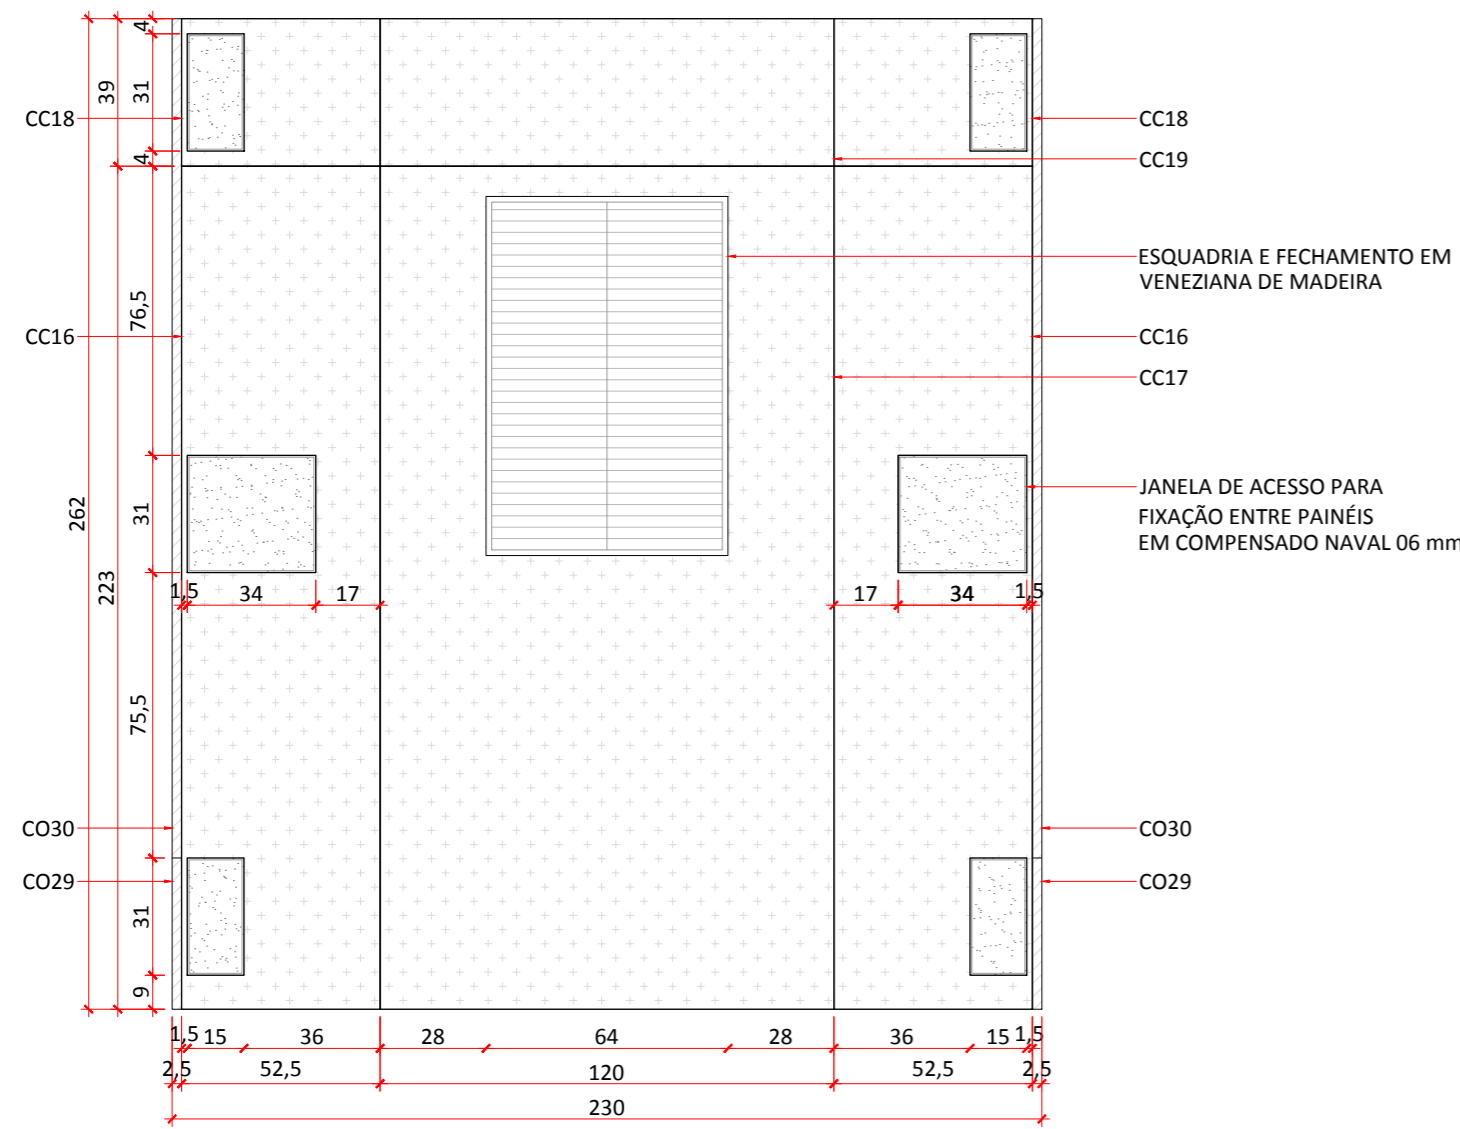 4
39
31
CC18
CC18
4
CC19
ESQUADRIA E FECHAMENTO EM
VENEZIANA DE MADEIRA
76,5
CC16
CC16
CC17
262
31
JANELA DE ACESSO PARA
FIXAÇÃO ENTRE PAINÉIS
EM COMPENSADO NAVAL 06 mm
223
1,5 34 17
17 34 1,5
75,5
CO30
CO30
CO29
CO29
31
9
1,5 15 36 28 64 28 36 15 1,5
2,5 52,5 120 52,5 2,5
230